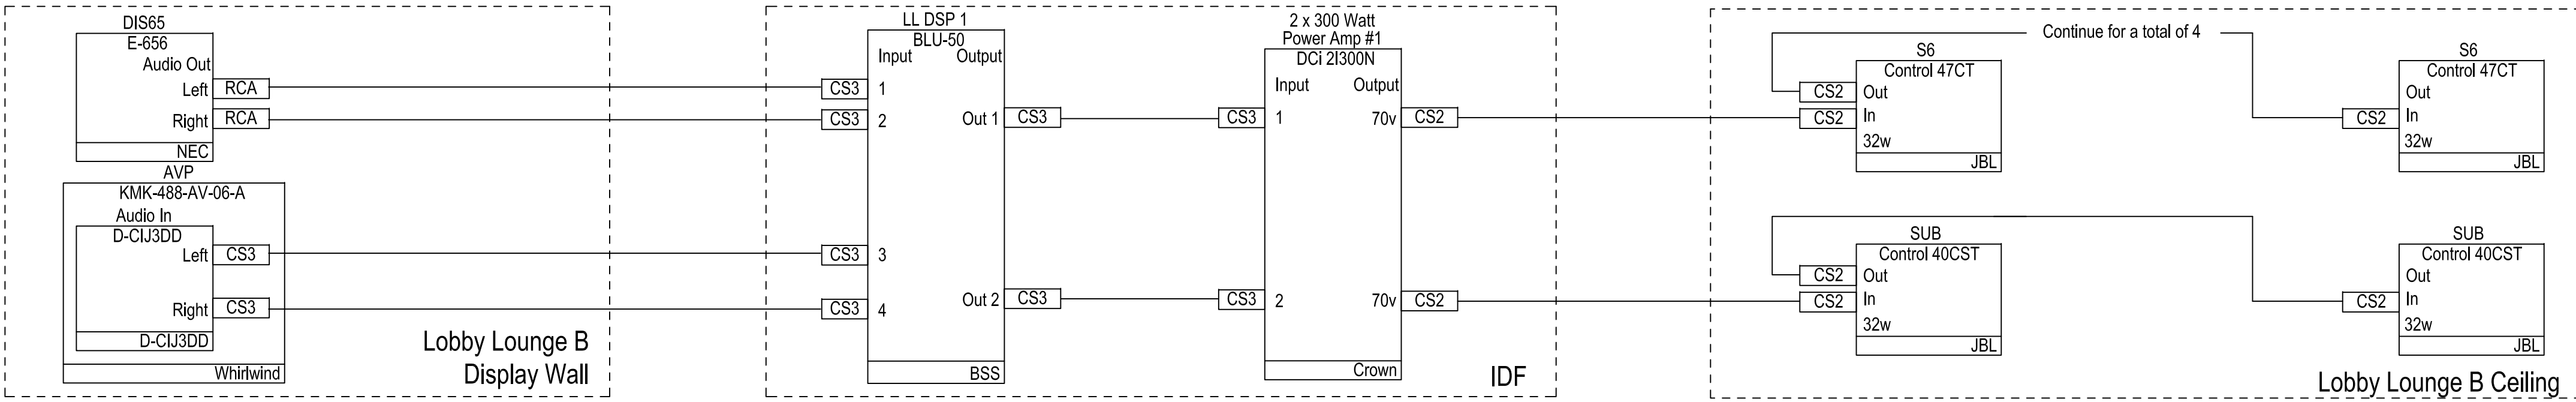 DIS65
E-656
Audio Out
Left RCA
Right RCA
NEC
AVP
KMK-488-AV-06-A
Audio In
D-CIJ3DD
Left CS3
Right CS3
D-CIJ3DD
Whirlwind
Lobby Lounge B
Display Wall
LL DSP 1
BLU-50
Input Output
CS3 1
CS3 2
Out 1 CS3
CS3 3
Out 2 CS3
CS3 4
BSS
2 x 300 Watt
Power Amp #1
DCi 2I300N
Input Output
CS3 1 70v CS2
CS3 2 70v CS2
Crown
IDF
Continue for a total of 4
S6
Control 47CT
CS2 Out
CS2 In
32w
JBL
S6
Control 47CT
Out
CS2 In
32w
JBL
SUB
Control 40CST
CS2 Out
CS2 In
32w
JBL
SUB
Control 40CST
Out
CS2 In
32w
JBL
Lobby Lounge B Ceiling